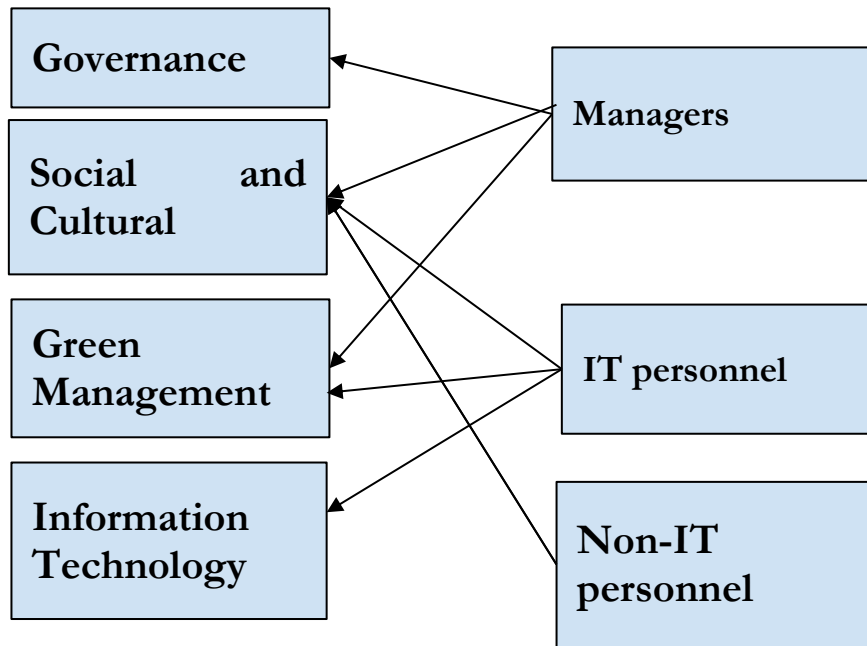 Governance
Social and
Cultural
Green
Management
Information
Technology
Managers
IT personnel
Non-IT
personnel